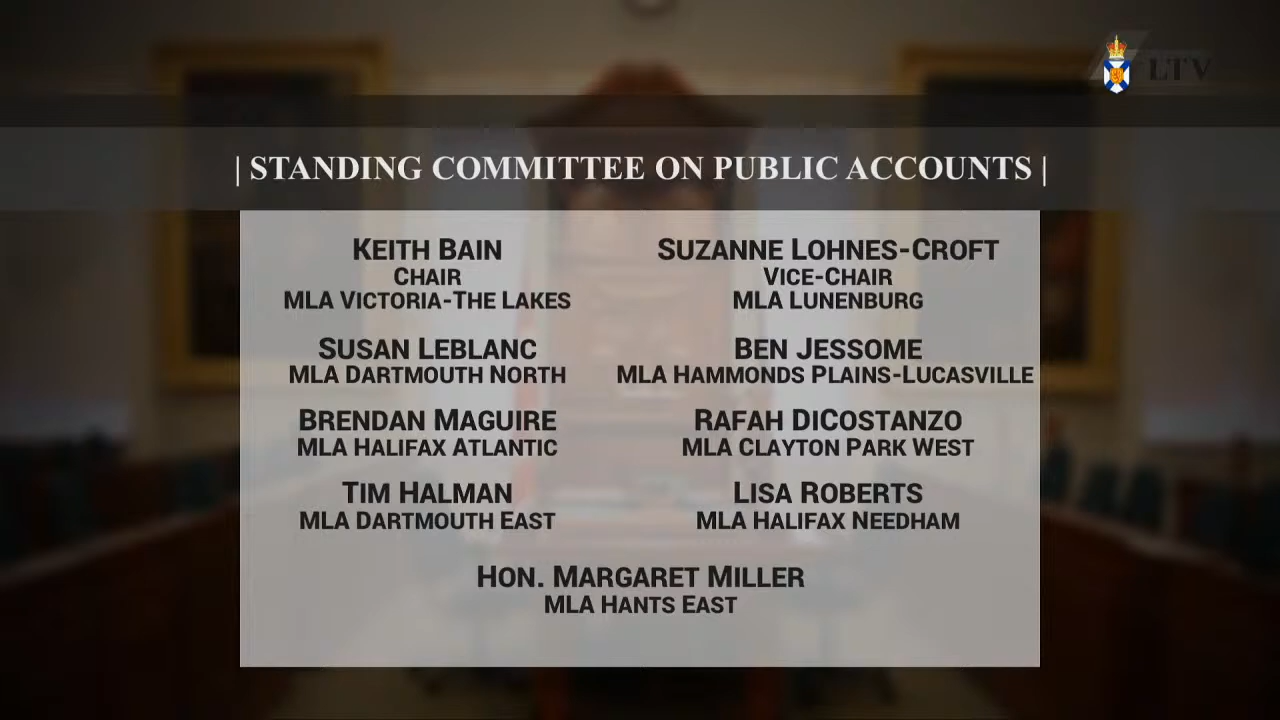 LTV
| STANDING COMMITTEE ON PUBLIC ACCOUNTS |
KEITH BAIN
CHAIR
MLA VICTORIA-THE LAKES
SUZANNE LOHNES-CROFT
VICE-CHAIR
MLA LUNENBURG
SUSAN LEBLANC
MLA DARTMOUTH NORTH
BEN JESSOME
MLA HAMMONDS PLAINS-LUCASVILLE
BRENDAN MAGUIRE
MLA HALIFAX ATLANTIC
RAFAH DICOSTANZO
MLA CLAYTON PARK WEST
TIM HALMAN
MLA DARTMOUTH EAST
LISA ROBERTS
MLA HALIFAX NEEDHAM
HON. MARGARET MILLER
MLA HANTS EAST